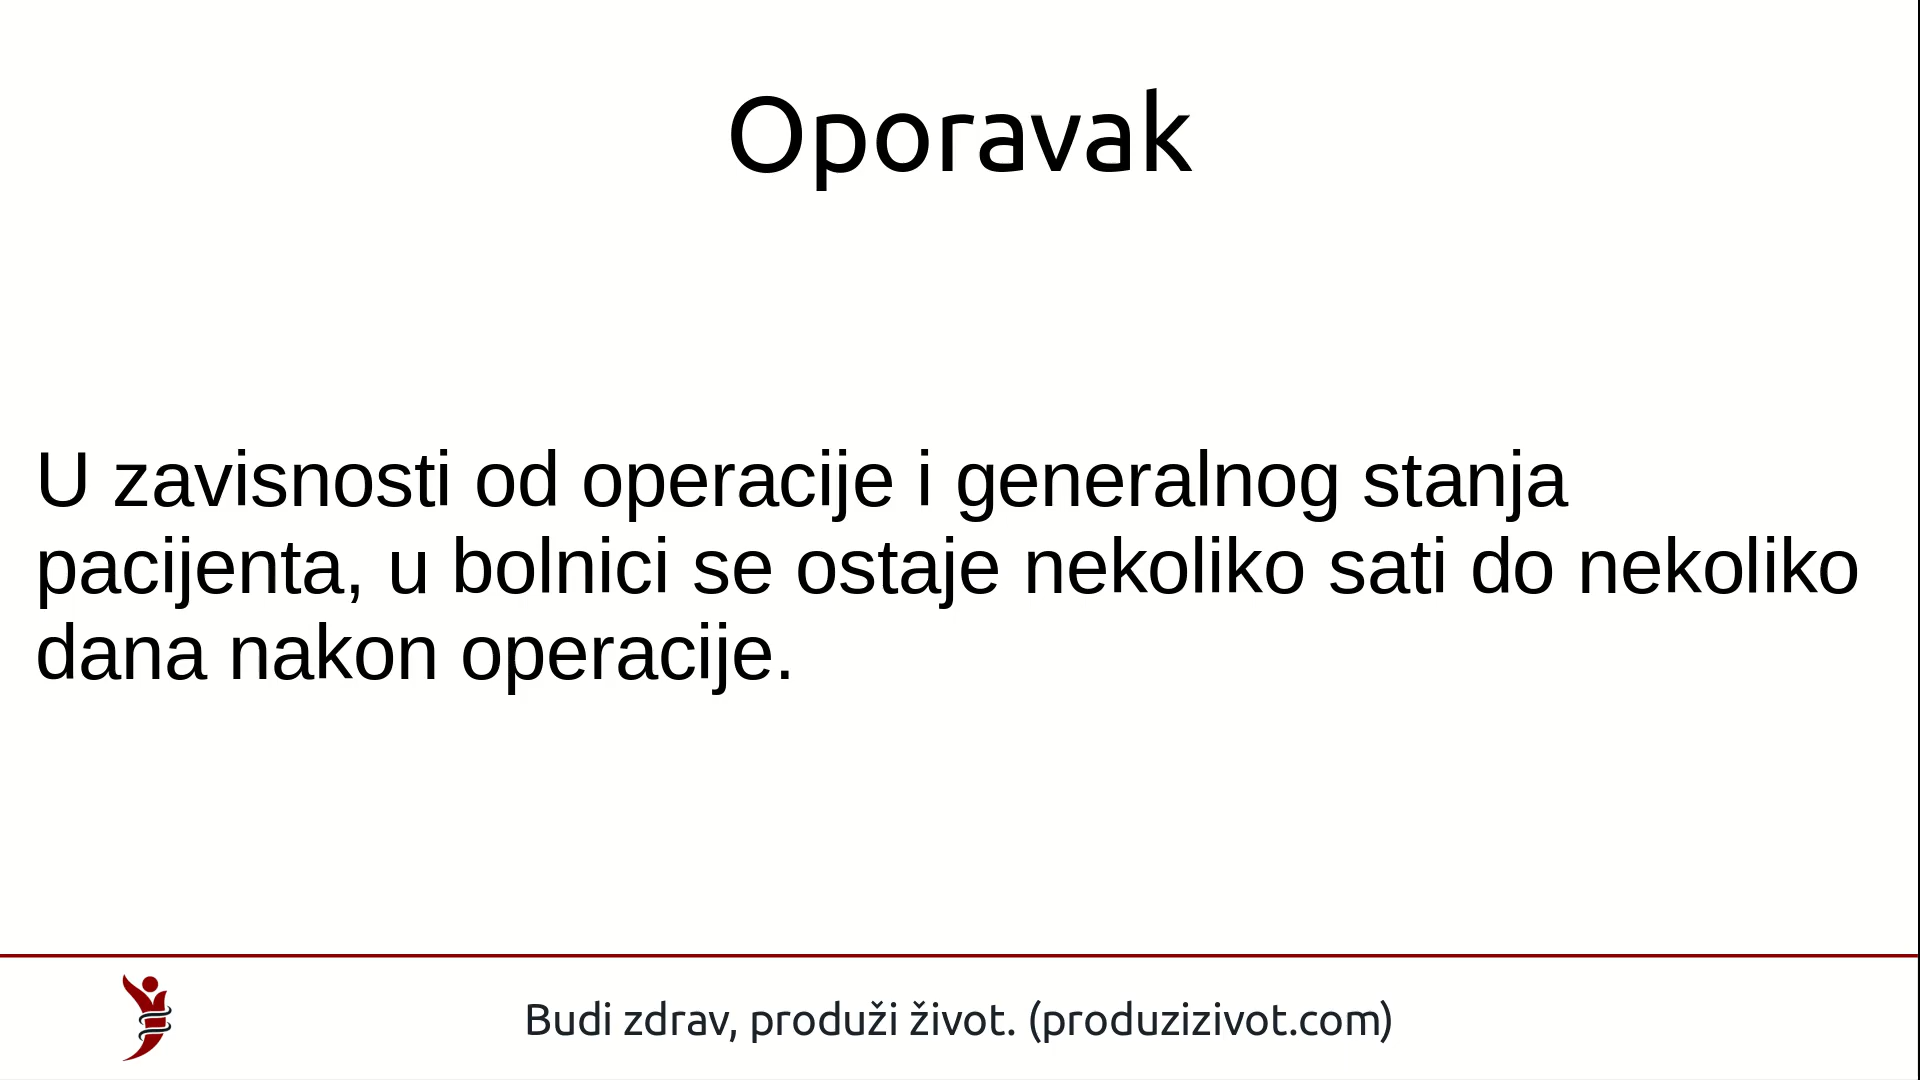 Oporavak
U zavisnosti od operacije i generalnog stanja
pacijenta, u bolnici se ostaje nekoliko sati do nekoliko
dana nakon operacije.
Budi zdrav, produži život. (produzizivot.com)